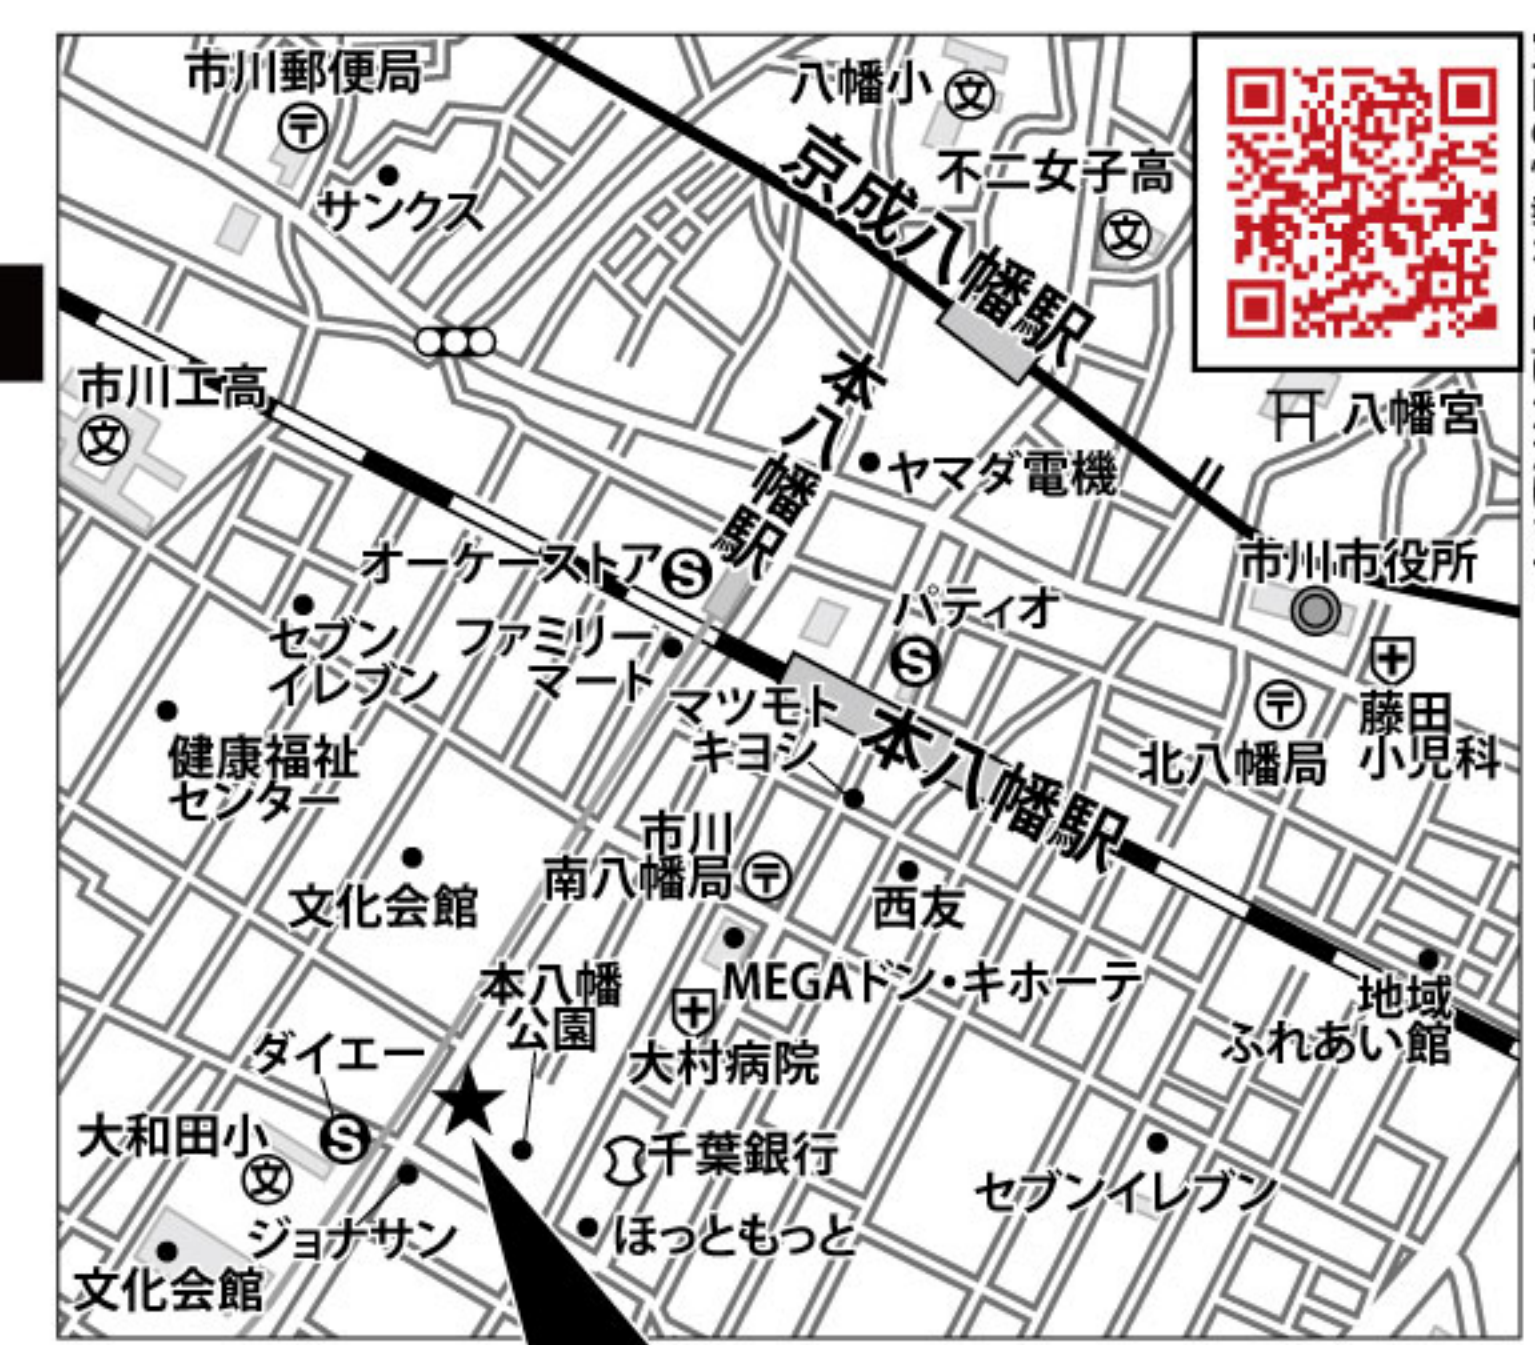 市川郵便局
〒
サンクス
八幡小
文
不二女子高
文
京成八幡駅
市川工高
文
本八幡駅
ヤマダ電機
八幡宮
市川市役所
オーケーストア
S
パティオ
S
セブン
イレブン
ファミリー
マート
マツモト
キヨシ
本八幡駅
〒
北八幡局
藤田
小児科
健康福祉
センター
文化会館
市川
南八幡局
〒
西友
MEGAドン・キホーテ
本八幡
公園
大村病院
地域
ふれあい館
ダイエー
S
大和田小
文
千葉銀行
ジョナサン
ほっともっと
セブンイレブン
文化会館